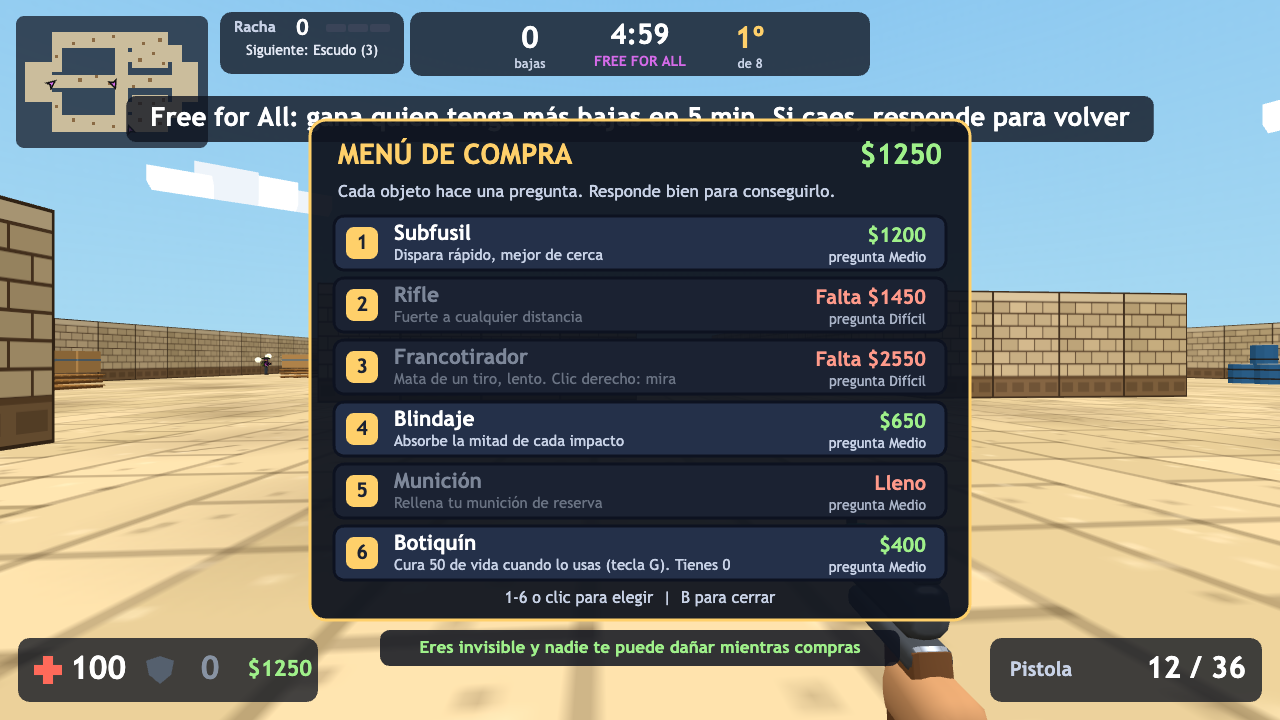 Racha 0
Siguiente: Escudo (3)
0
bajas
4:59
FREE FOR ALL
1º
de 8
Free for All: gana quien tenga más bajas en 5 min. Si caes, responde para volver
MENÚ DE COMPRA
$1250
Cada objeto hace una pregunta. Responde bien para conseguirlo.
1
Subfusil
Dispara rápido, mejor de cerca
$1200
pregunta Medio
2
Rifle
Fuerte a cualquier distancia
Falta $1450
pregunta Difícil
3
Francotirador
Mata de un tiro, lento. Clic derecho: mira
Falta $2550
pregunta Difícil
4
Blindaje
Absorbe la mitad de cada impacto
$650
pregunta Medio
5
Munición
Rellena tu munición de reserva
Lleno
pregunta Medio
6
Botiquín
Cura 50 de vida cuando lo usas (tecla G). Tienes 0
$400
pregunta Medio
1-6 o clic para elegir | B para cerrar
Eres invisible y nadie te puede dañar mientras compras
100 0 $1250
Pistola 12 / 36